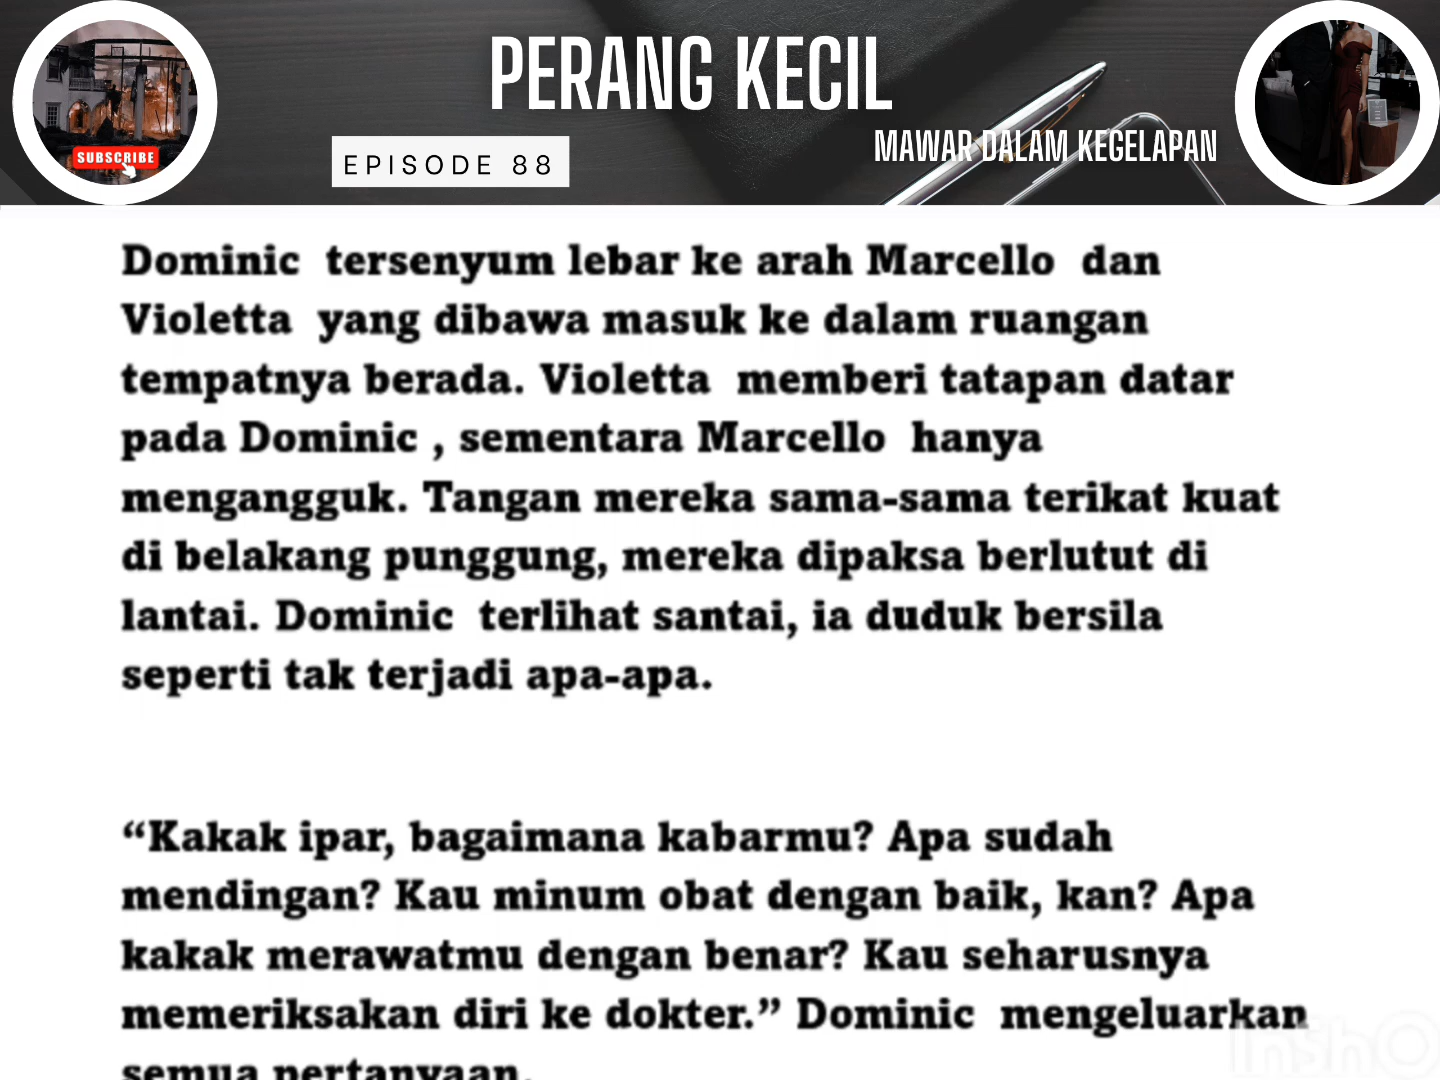 PERANG KECIL
MAWAR DALAM KEGELAPAN
SUBSCRIBE
EPISODE 88
Dominic tersenyum lebar ke arah Marcello dan
Violetta yang dibawa masuk ke dalam ruangan
tempatnya berada. Violetta memberi tatapan datar
pada Dominic , sementara Marcello hanya
mengangguk. Tangan mereka sama-sama terikat kuat
di belakang punggung, mereka dipaksa berlutut di
lantai. Dominic terlihat santai, ia duduk bersila
seperti tak terjadi apa-apa.
“Kakak ipar, bagaimana kabarmu? Apa sudah
mendingan? Kau minum obat dengan baik, kan? Apa
kakak merawatmu dengan benar? Kau seharusnya
memeriksakan diri ke dokter.” Dominic mengeluarkan
semua pertanyaan.
InShO